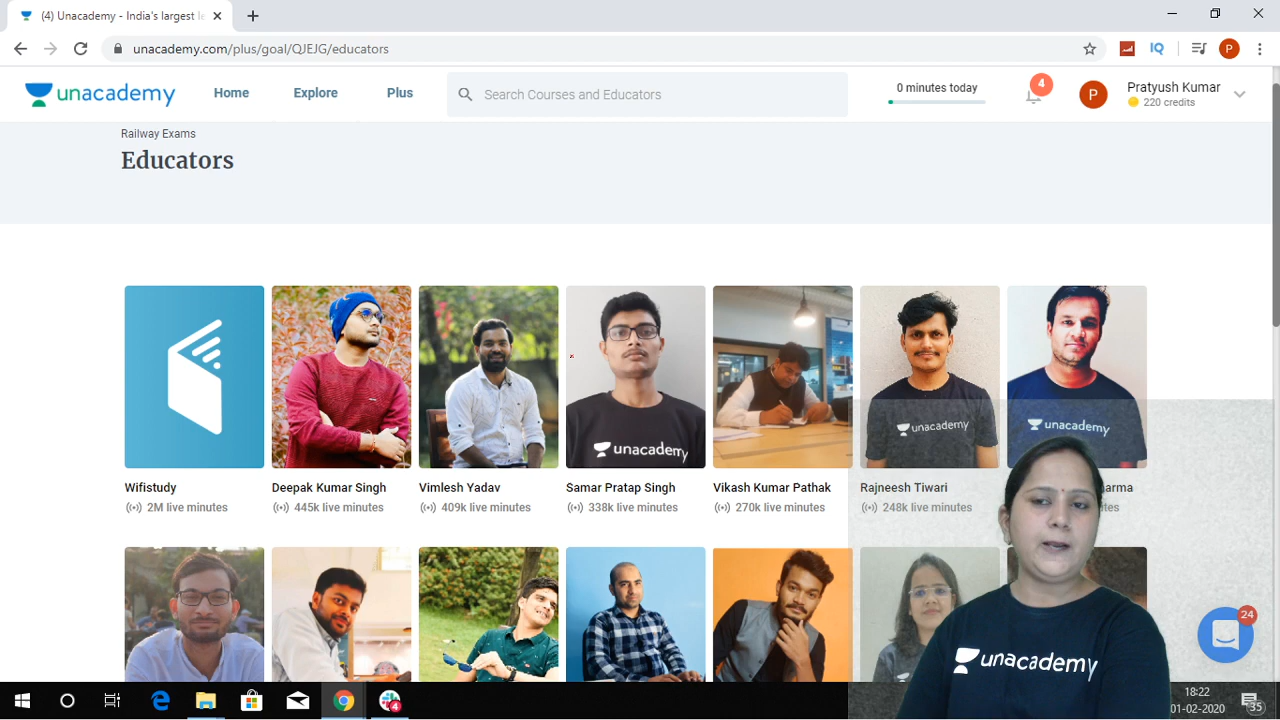 (4) Unacademy - India's largest le
unacademy.com/plus/goal/QJEJG/educators
IQ
P
unacademy
Home
Explore
Plus
Search Courses and Educators
0 minutes today
4
P
Pratyush Kumar
220 credits
Railway Exams
Educators
unacademy
unacademy
unacademy
Wifistudy
2M live minutes
Deepak Kumar Singh
445k live minutes
Vimlesh Yadav
409k live minutes
Samar Pratap Singh
338k live minutes
Vikash Kumar Pathak
270k live minutes
Rajneesh Tiwari
248k live minutes
24
unacademy
4
18:22
01-02-2020
35